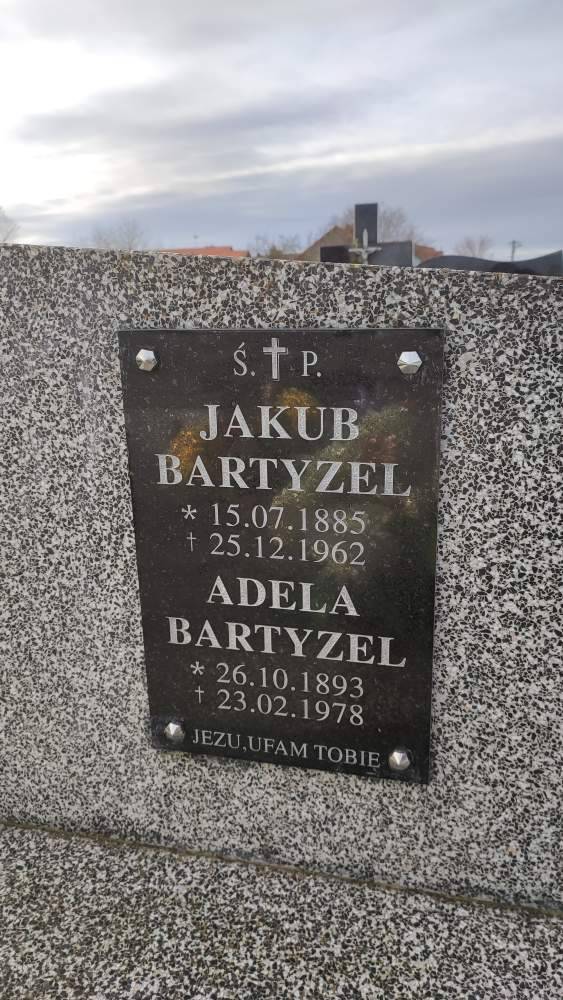 Ś. † P.
JAKUB
BARTYZEL
* 15.07.1885
† 25.12.1962
ADELA
BARTYZEL
* 26.10.1893
† 23.02.1978
JEZU,UFAM TOBIE